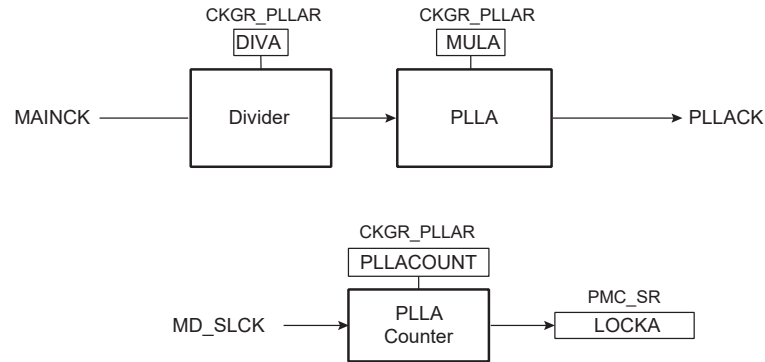 CKGR_PLLAR
CKGR_PLLAR
DIVA
MULA
MAINCK
Divider
PLLA
PLLACK
CKGR_PLLAR
PLLACOUNT
PMC_SR
MD_SLCK
PLLA
Counter
LOCKA